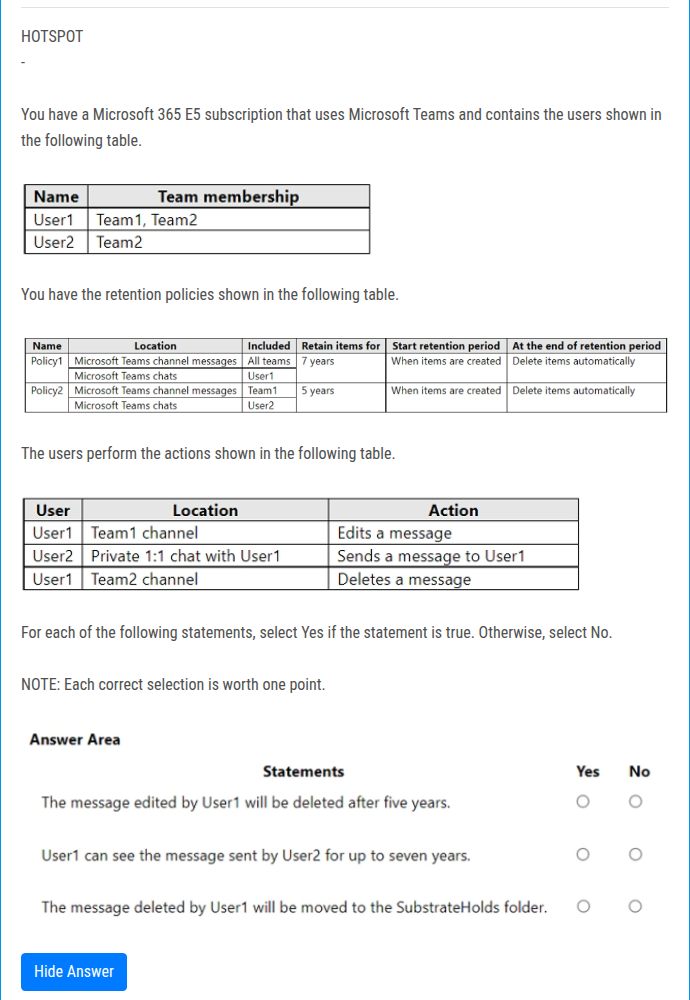 HOTSPOT
-
You have a Microsoft 365 E5 subscription that uses Microsoft Teams and contains the users shown in
the following table.
Name Team membership
User1 Team1, Team2
User2 Team2
You have the retention policies shown in the following table.
Name Location Included Retain items for Start retention period At the end of retention period
Policy1 Microsoft Teams channel messages All teams 7 years When items are created Delete items automatically
Microsoft Teams chats User1
Policy2 Microsoft Teams channel messages Team1 5 years When items are created Delete items automatically
Microsoft Teams chats User2
The users perform the actions shown in the following table.
User Location Action
User1 Team1 channel Edits a message
User2 Private 1:1 chat with User1 Sends a message to User1
User1 Team2 channel Deletes a message
For each of the following statements, select Yes if the statement is true. Otherwise, select No.
NOTE: Each correct selection is worth one point.
Answer Area
Statements Yes No
The message edited by User1 will be deleted after five years.
User1 can see the message sent by User2 for up to seven years.
The message deleted by User1 will be moved to the SubstrateHolds folder.
Hide Answer